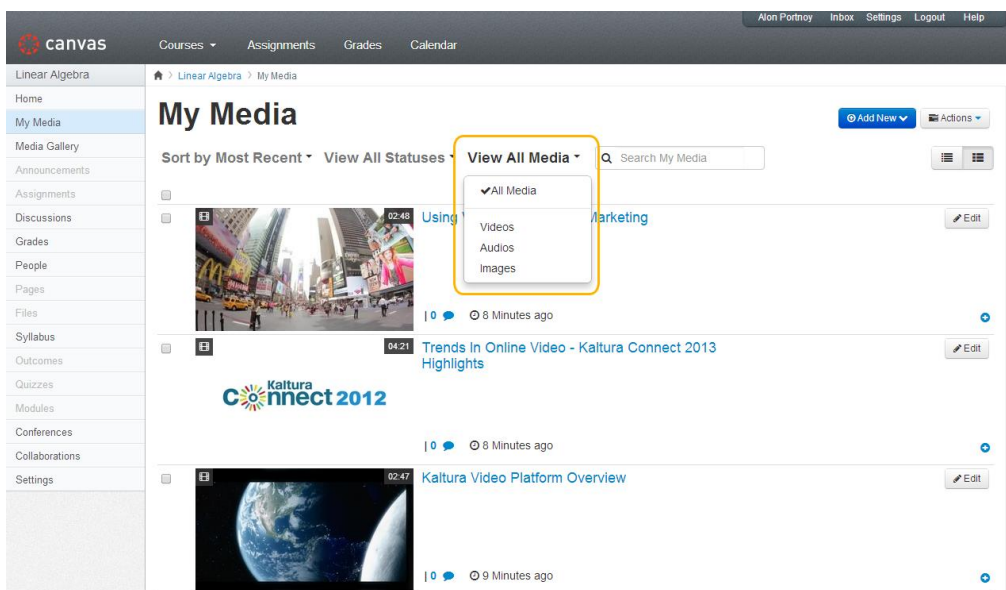 Alon Portnoy Inbox Settings Logout Help
canvas Courses Assignments Grades Calendar
Linear Algebra
Linear Algebra > My Media
Home
My Media
Media Gallery
Announcements
Assignments
Discussions
Grades
People
Pages
Files
Syllabus
Outcomes
Quizzes
Modules
Conferences
Collaborations
Settings
My Media
Add New Actions
Sort by Most Recent View All Statuses View All Media Search My Media
All Media
Videos
Audios
Images
02:48 Using Marketing Edit
| 0 8 Minutes ago
04:21 Trends In Online Video - Kaltura Connect 2013 Edit
Highlights
Kaltura
Connect 2012
| 0 8 Minutes ago
02:47 Kaltura Video Platform Overview Edit
| 0 9 Minutes ago